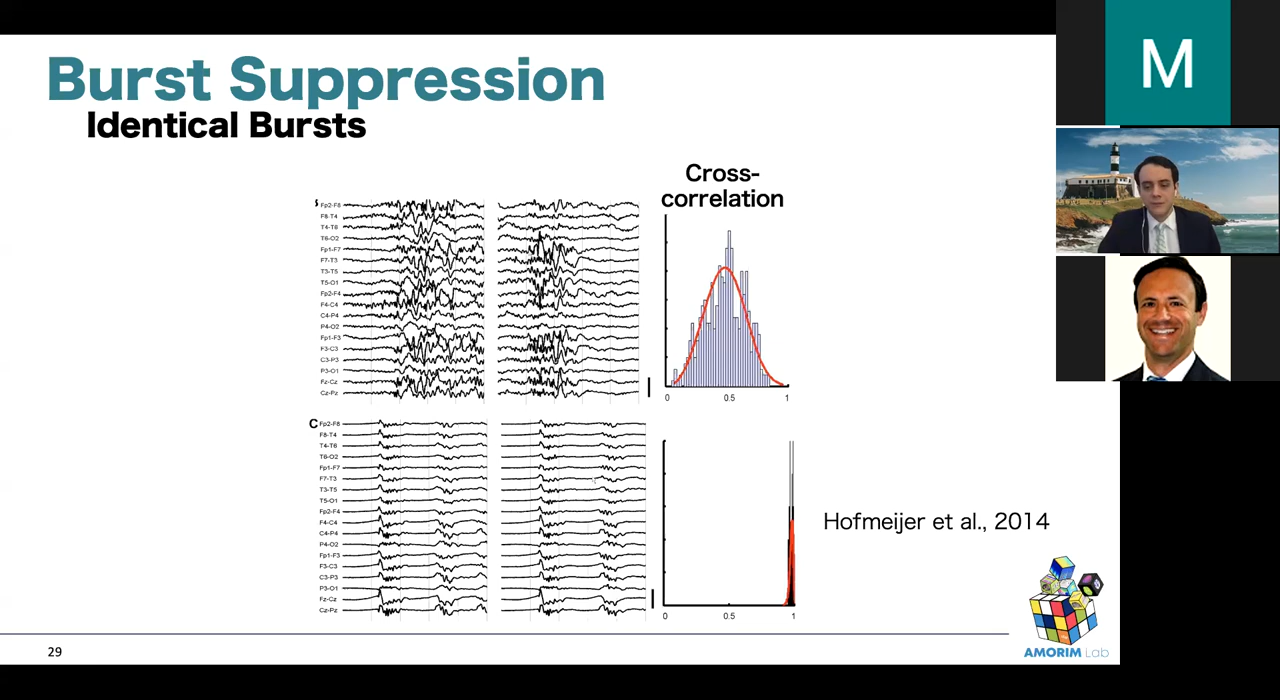 Burst Suppression
Identical Bursts
Cross-
correlation
Fp2-F8
F8-T4
T4-T6
T6-O2
Fp1-F7
F7-T3
T3-T5
T5-O1
Fp2-F4
F4-C4
C4-P4
P4-O2
Fp1-F3
F3-C3
C3-P3
P3-O1
Fz-Cz
Cz-Pz
0 0.5 1
C
Fp2-F8
F8-T4
T4-T6
T6-O2
Fp1-F7
F7-T3
T3-T5
T5-O1
Fp2-F4
F4-C4
C4-P4
P4-O2
Fp1-F3
F3-C3
C3-P3
P3-O1
Fz-Cz
Cz-Pz
0 0.5 1
Hofmeijer et al., 2014
AMORIM Lab
29
M